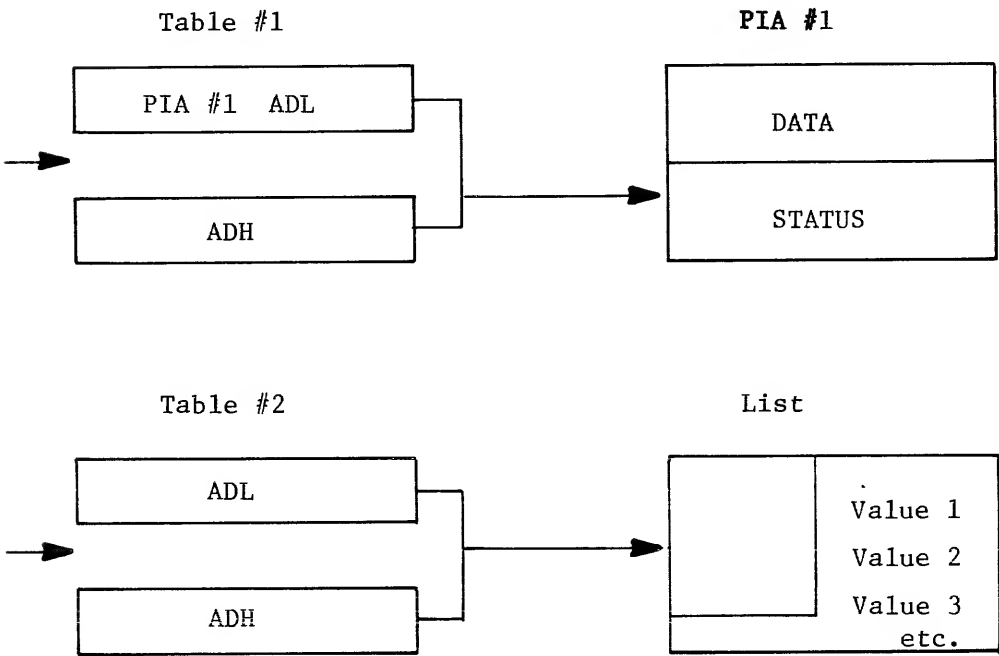 Table #1
PIA #1
PIA #1 ADL
DATA
ADH
STATUS
Table #2
List
ADL
Value 1
Value 2
ADH
Value 3
etc.